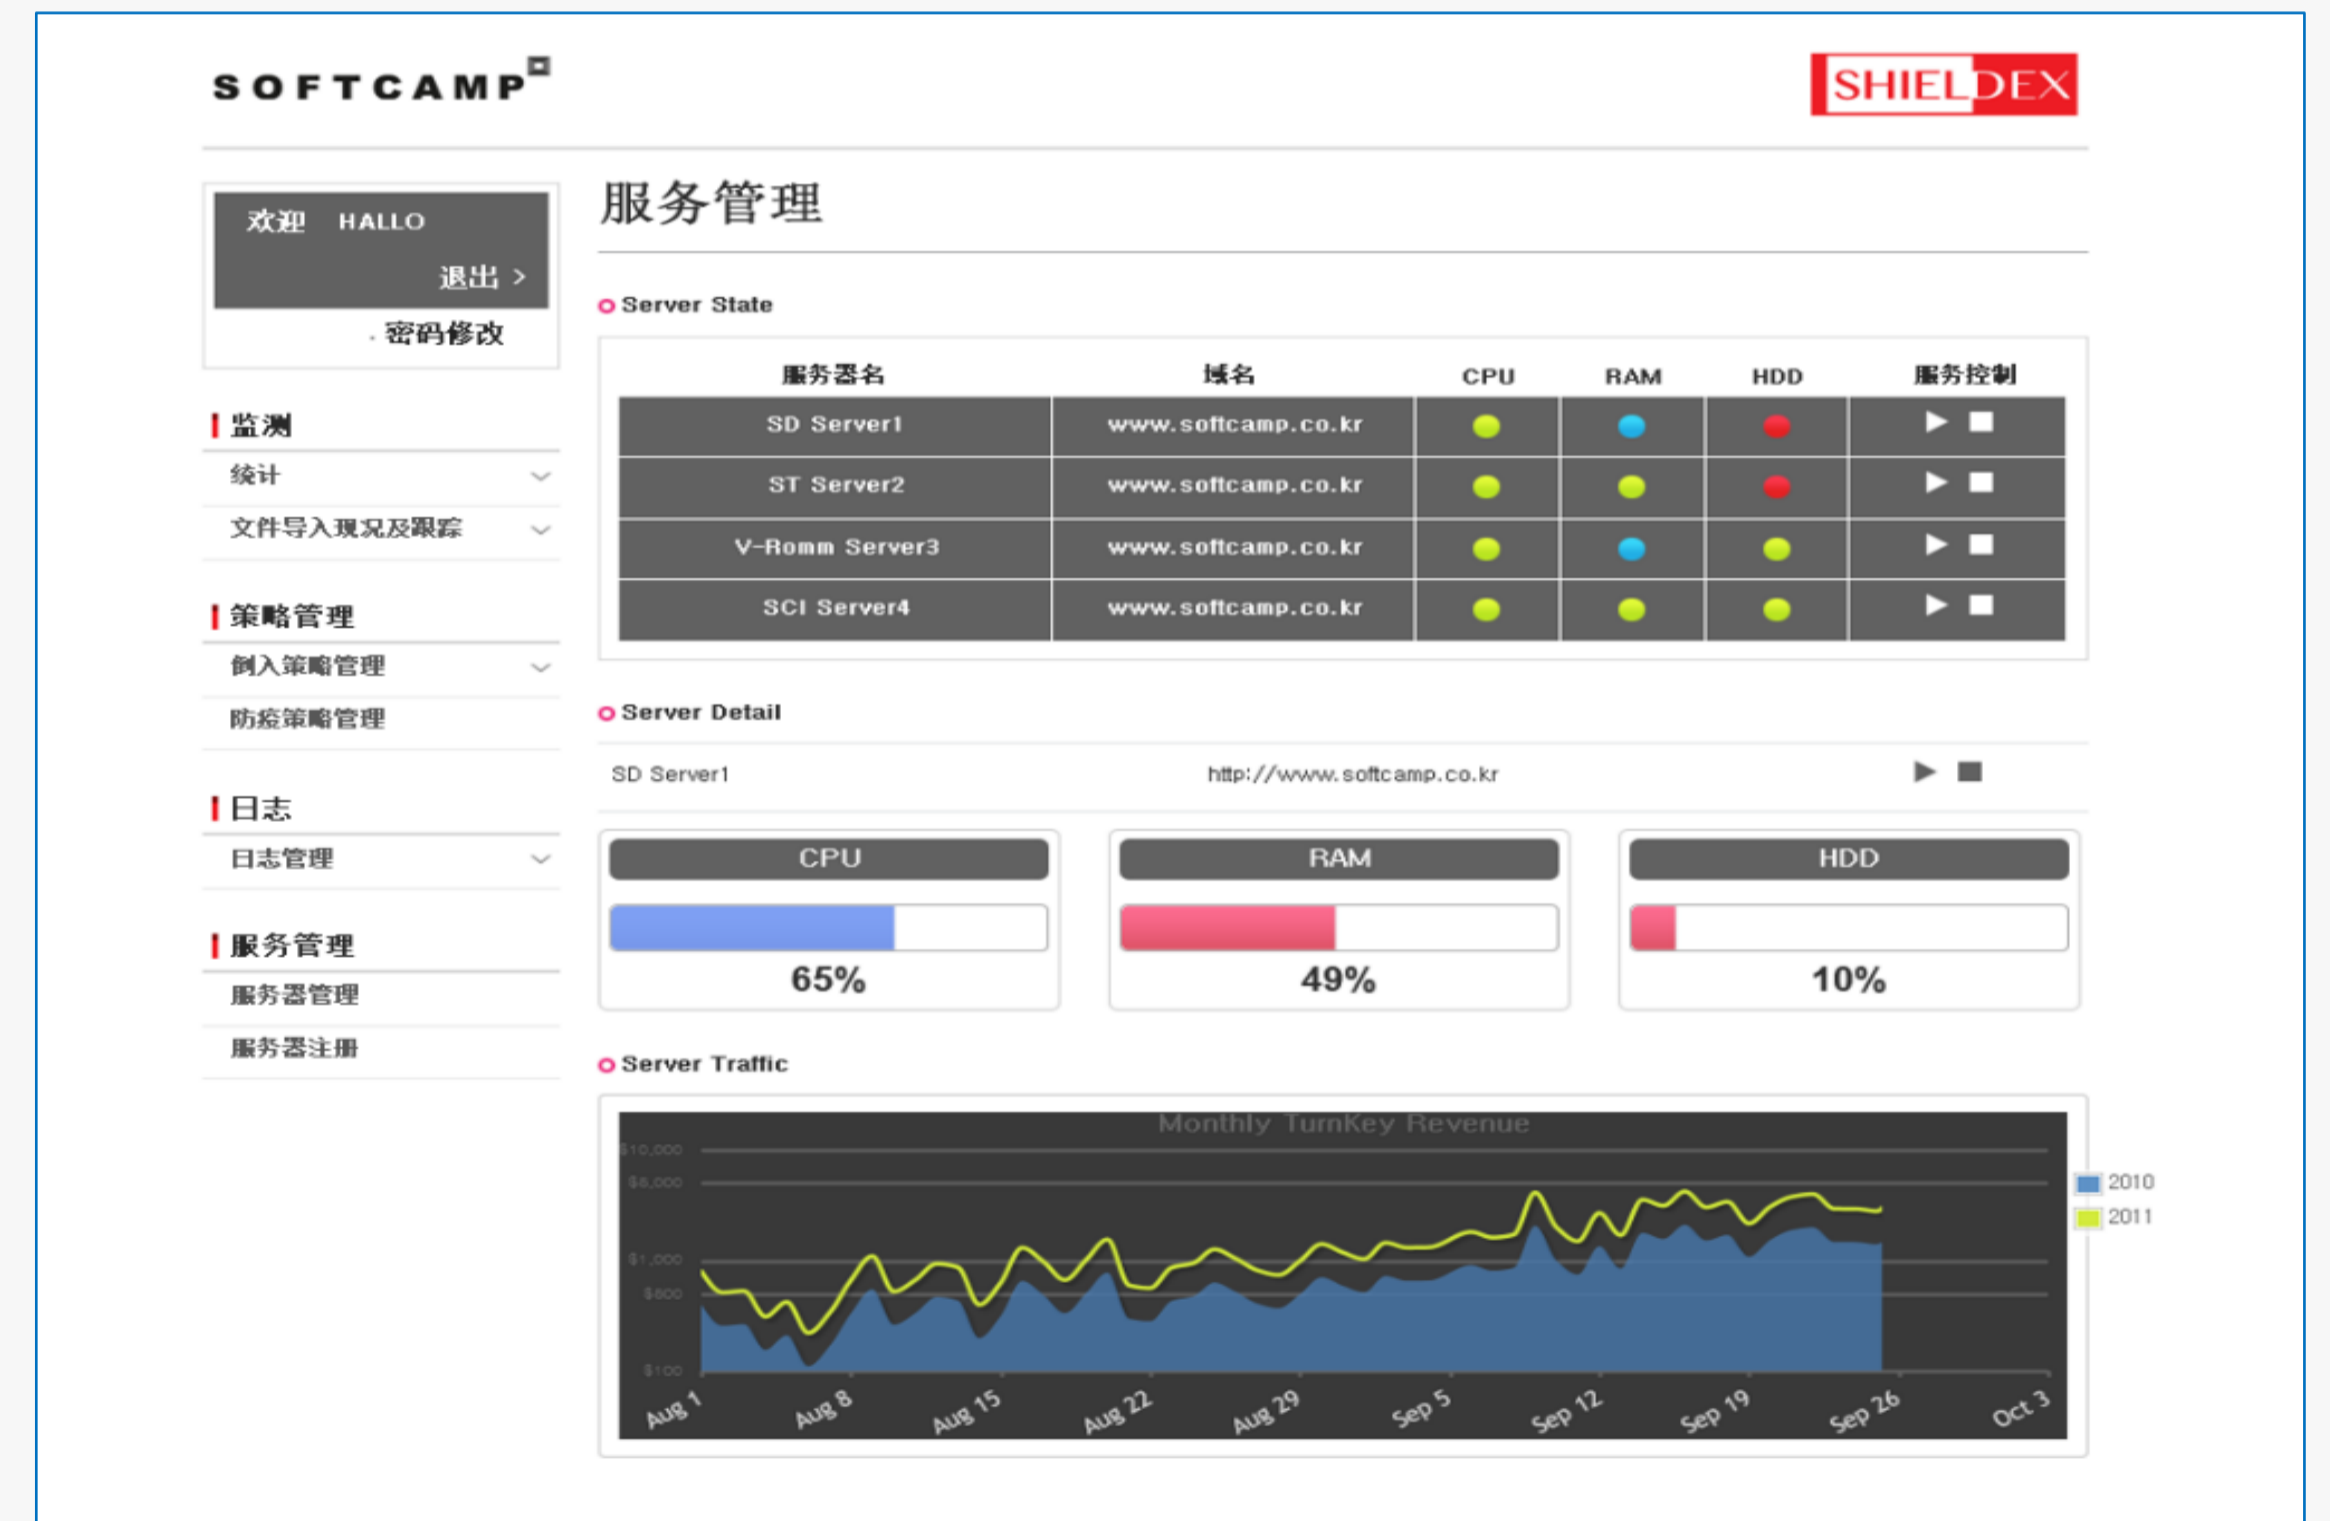 SOFTCAMP
SHIELDEX
欢迎 HALLO
退出 >
· 密码修改
监测
统计
文件导入现况及跟踪
策略管理
倒入策略管理
防疫策略管理
日志
日志管理
服务管理
服务器管理
服务器注册
服务管理
Server State
服务器名 域名 CPU RAM HDD 服务控制
SD Server1 www.softcamp.co.kr
ST Server2 www.softcamp.co.kr
V-Romm Server3 www.softcamp.co.kr
SCI Server4 www.softcamp.co.kr
Server Detail
SD Server1 http://www.softcamp.co.kr
CPU RAM HDD
65% 49% 10%
Server Traffic
Monthly TurnKey Revenue
$10,000
$1,000
$100
2010
2011
Aug 1 Aug 8 Aug 15 Aug 22 Aug 29 Sep 5 Sep 12 Sep 19 Sep 26 Oct 3